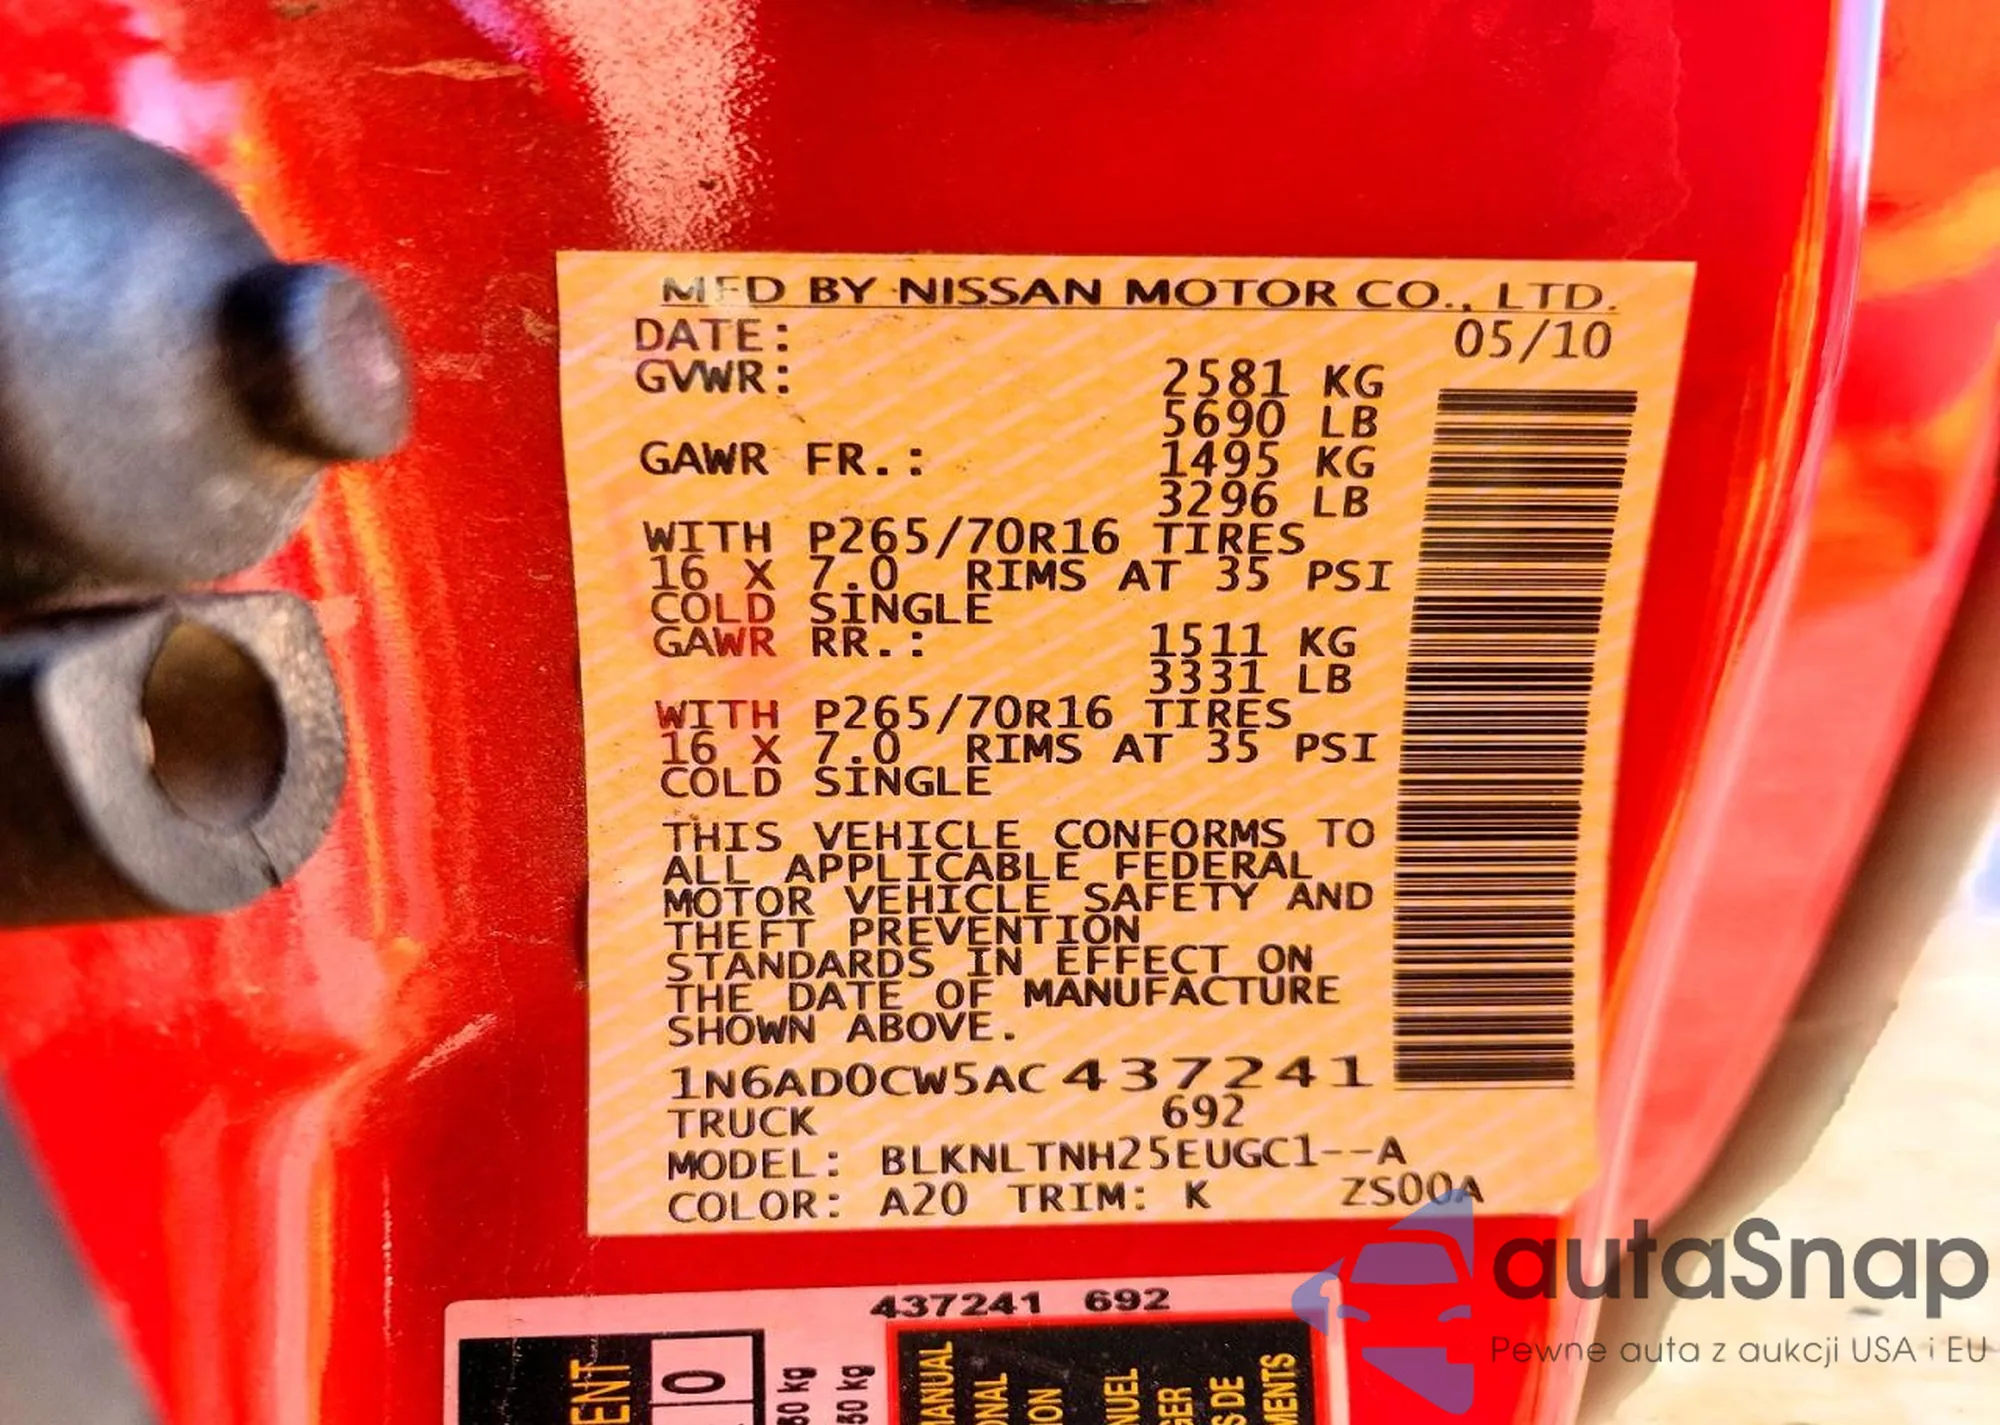 MFD BY NISSAN MOTOR CO., LTD.
DATE: 05/10
GVWR: 2581 KG
5690 LB
GAWR FR.: 1495 KG
3296 LB
WITH P265/70R16 TIRES
16 X 7.0 RIMS AT 35 PSI
COLD SINGLE
GAWR RR.: 1511 KG
3331 LB
WITH P265/70R16 TIRES
16 X 7.0 RIMS AT 35 PSI
COLD SINGLE
THIS VEHICLE CONFORMS TO
ALL APPLICABLE FEDERAL
MOTOR VEHICLE SAFETY AND
THEFT PREVENTION
STANDARDS IN EFFECT ON
THE DATE OF MANUFACTURE
SHOWN ABOVE.
1N6AD0CW5AC 437241
TRUCK 692
MODEL: BLKNLTNH25EUGC1--A
COLOR: A20 TRIM: K ZS00A
437241 692
MANUAL
autaSnap
Pewne auta z aukcji USA i EU